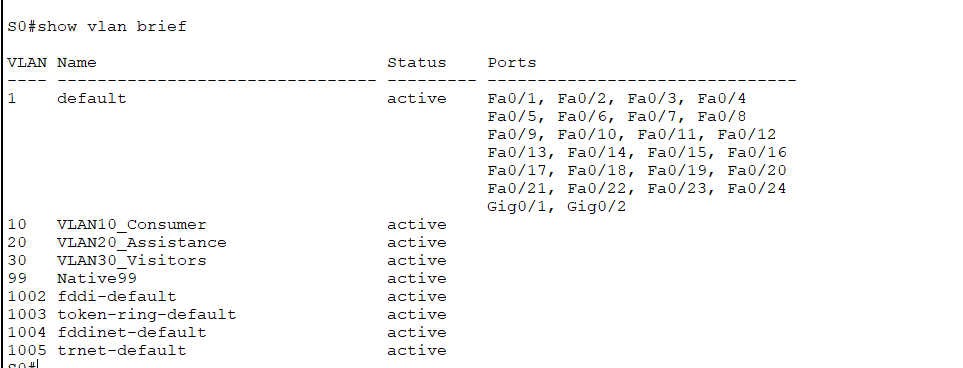 S0#show vlan brief
VLAN Name                             Status    Ports
---- -------------------------------- --------- -------------------------------
1    default                          active    Fa0/1, Fa0/2, Fa0/3, Fa0/4
                                                Fa0/5, Fa0/6, Fa0/7, Fa0/8
                                                Fa0/9, Fa0/10, Fa0/11, Fa0/12
                                                Fa0/13, Fa0/14, Fa0/15, Fa0/16
                                                Fa0/17, Fa0/18, Fa0/19, Fa0/20
                                                Fa0/21, Fa0/22, Fa0/23, Fa0/24
                                                Gig0/1, Gig0/2
10   VLAN10_Consumer                  active
20   VLAN20_Assistance                active
30   VLAN30_Visitors                  active
99   Native99                         active
1002 fddi-default                     active
1003 token-ring-default               active
1004 fddinet-default                  active
1005 trnet-default                    active
S0#